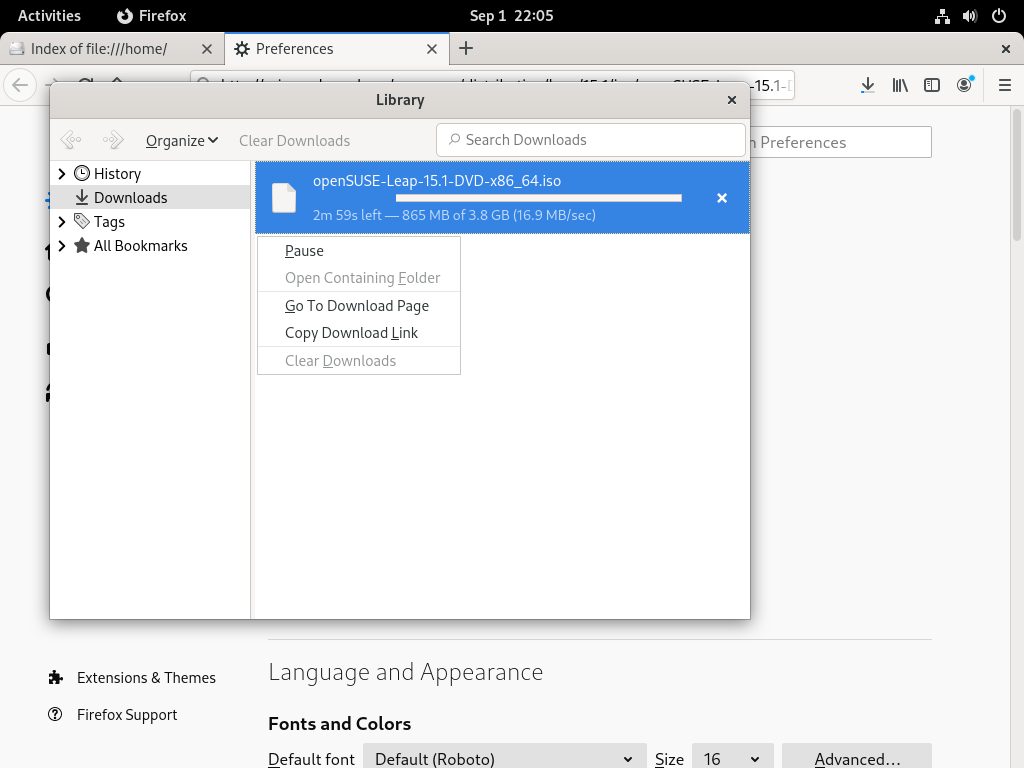 Activities
Firefox
Sep 1 22:05
Index of file:///home/
Preferences
Library
15.1-
Organize
Clear Downloads
Search Downloads
Preferences
History
Downloads
Tags
All Bookmarks
openSUSE-Leap-15.1-DVD-x86_64.iso
2m 59s left — 865 MB of 3.8 GB (16.9 MB/sec)
Pause
Open Containing Folder
Go To Download Page
Copy Download Link
Clear Downloads
Extensions & Themes
Firefox Support
Language and Appearance
Fonts and Colors
Default font
Default (Roboto)
Size
16
Advanced...